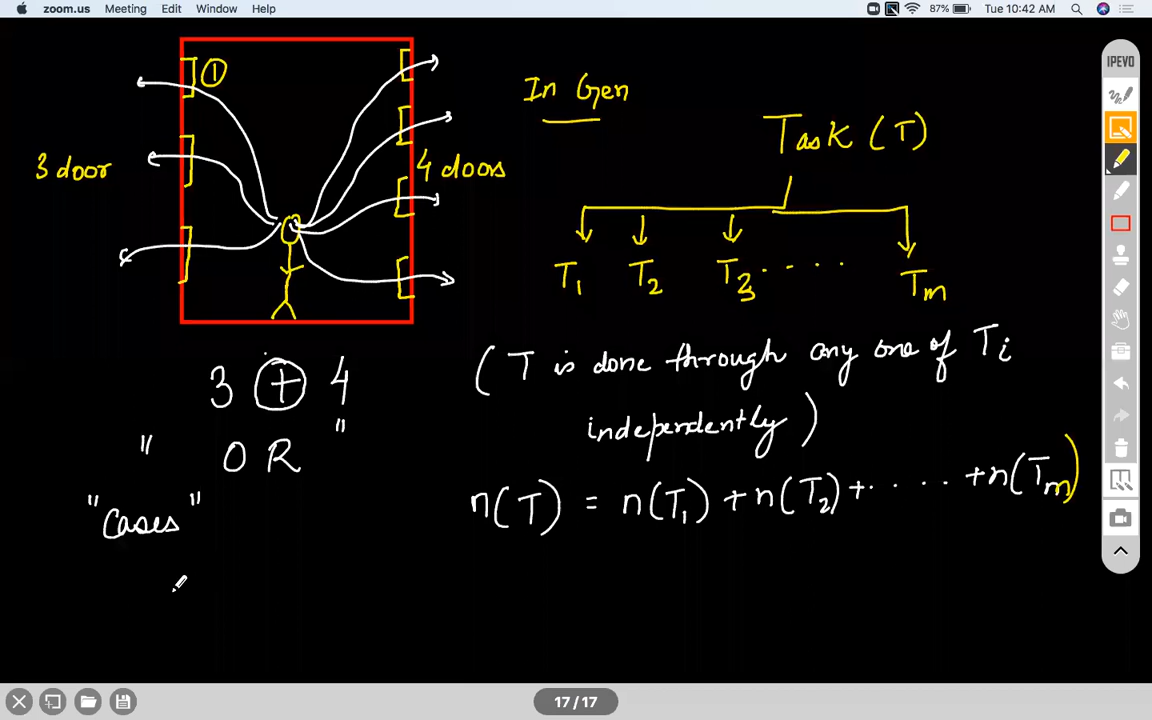 zoom.us Meeting Edit Window Help
87% Tue 10:42 AM
IPEVO
①
3 door
4 doors
3 + 4
" OR "
"Cases"
In Gen
Task (T)
T1 T2 T3 . . . . Tm
(T is done through any one of Ti
independently)
n(T) = n(T1) + n(T2) + . . . . + n(Tm)
17/17